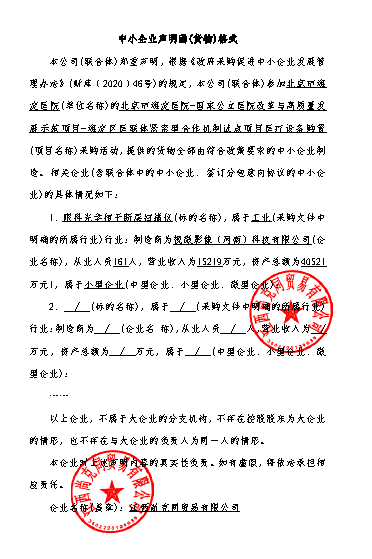 中小企业声明函(货物)格式
本公司(联合体)郑重声明，根据《政府采购促进中小企业发展管
理办法》(财库〔2020〕46号)的规定，本公司(联合体)参加北京市海
淀医院(单位名称)的北京市海淀医院-国家公立医院改革与高质量发
展示范项目-海淀区医联体紧密型合作机制试点项目医疗设备购置
(项目名称)采购活动，提供的货物全部由符合政策要求的中小企业制
造。相关企业(含联合体中的中小企业、签订分包意向协议的中小企
业)的具体情况如下：
1. 眼科光学相干断层扫描仪(标的名称)，属于工业(采购文件中
明确的所属行业)行业；制造商为视微影像（河南）科技有限公司(企
业名称)，从业人员161人，营业收入为15219万元，资产总额为40521
万元1，属于小型企业(中型企业、小型企业、微型企业)；
2. / (标的名称)，属于 / (采购文件中明确的所属行业)
行业；制造商为 / (企业名称)，从业人员 / 人，营业收入为 /
万元，资产总额为 / 万元，属于 / (中型企业、小型企业、微
型企业)；
……
以上企业，不属于大企业的分支机构，不存在控股股东为大企业
的情形，也不存在与大企业的负责人为同一人的情形。
本企业对上述声明内容的真实性负责。如有虚假，将依法承担相
应责任。
企业名称(盖章)：江西尚克同贸易有限公司